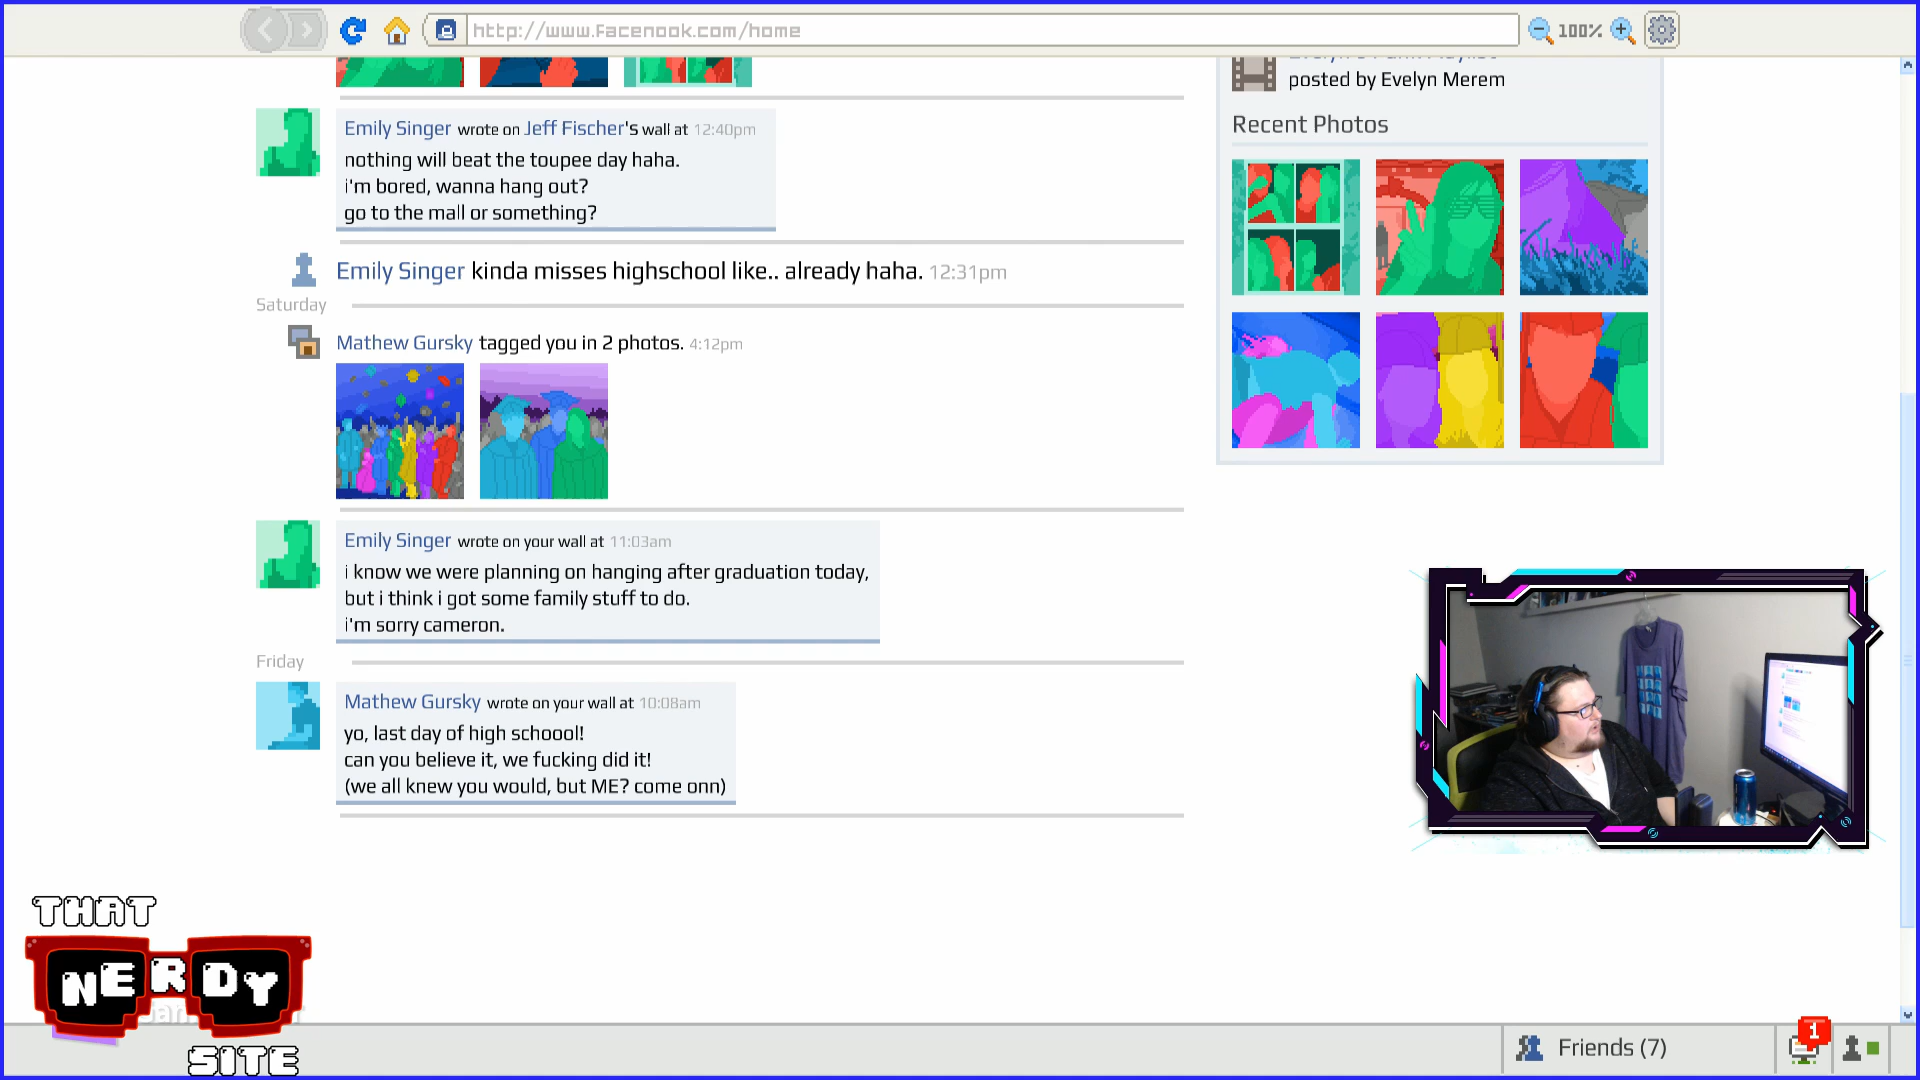 http://www.facenook.com/home
100%
posted by Evelyn Merem
Recent Photos
Emily Singer wrote on Jeff Fischer's wall at 12:40pm
nothing will beat the toupee day haha.
i'm bored, wanna hang out?
go to the mall or something?
Emily Singer kinda misses highschool like.. already haha. 12:31pm
Saturday
Mathew Gursky tagged you in 2 photos. 4:12pm
Emily Singer wrote on your wall at 11:03am
i know we were planning on hanging after graduation today,
but i think i got some family stuff to do.
i'm sorry cameron.
Friday
Mathew Gursky wrote on your wall at 10:08am
yo, last day of high schoool!
can you believe it, we fucking did it!
(we all knew you would, but ME? come onn)
THAT
NERDY
SITE
Friends (7)
1